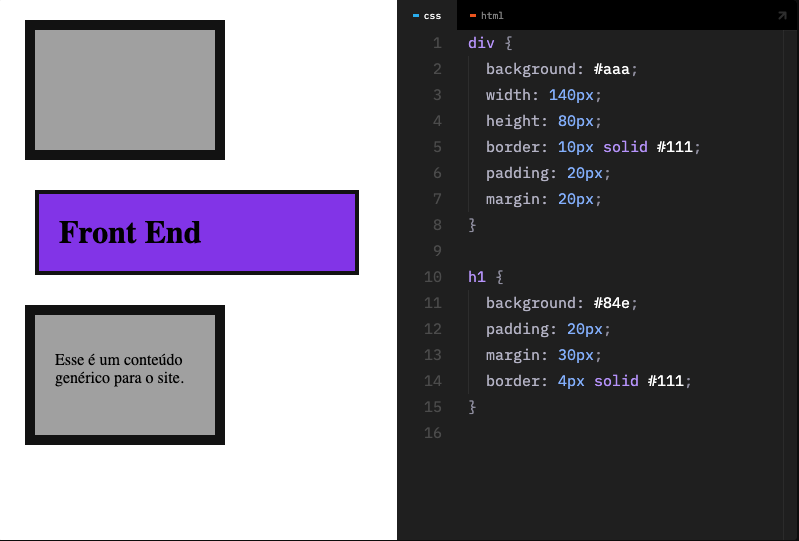 Front End
Esse é um conteúdo
genérico para o site.
css html
1 div {
2 background: #aaa;
3 width: 140px;
4 height: 80px;
5 border: 10px solid #111;
6 padding: 20px;
7 margin: 20px;
8 }
9
10 h1 {
11 background: #84e;
12 padding: 20px;
13 margin: 30px;
14 border: 4px solid #111;
15 }
16